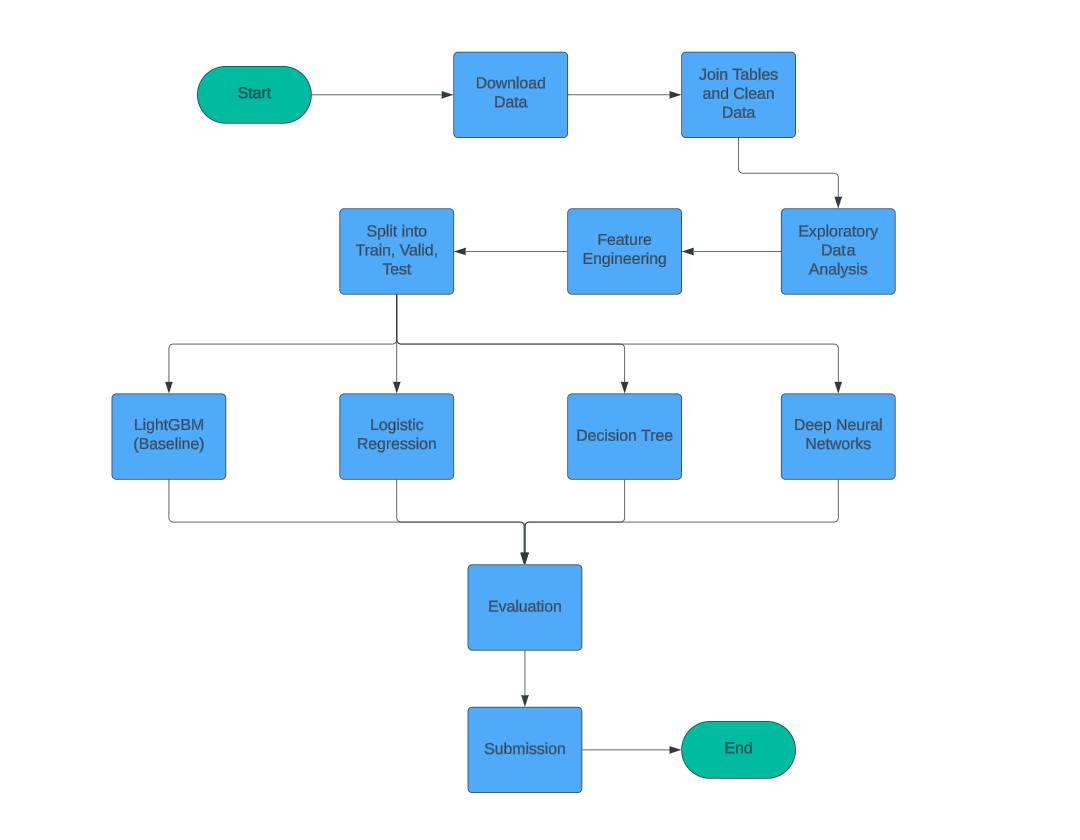 Start
Download
Data
Join Tables
and Clean
Data
Split into
Train, Valid,
Test
Feature
Engineering
Exploratory
Data
Analysis
LightGBM
(Baseline)
Logistic
Regression
Decision Tree
Deep Neural
Networks
Evaluation
Submission
End